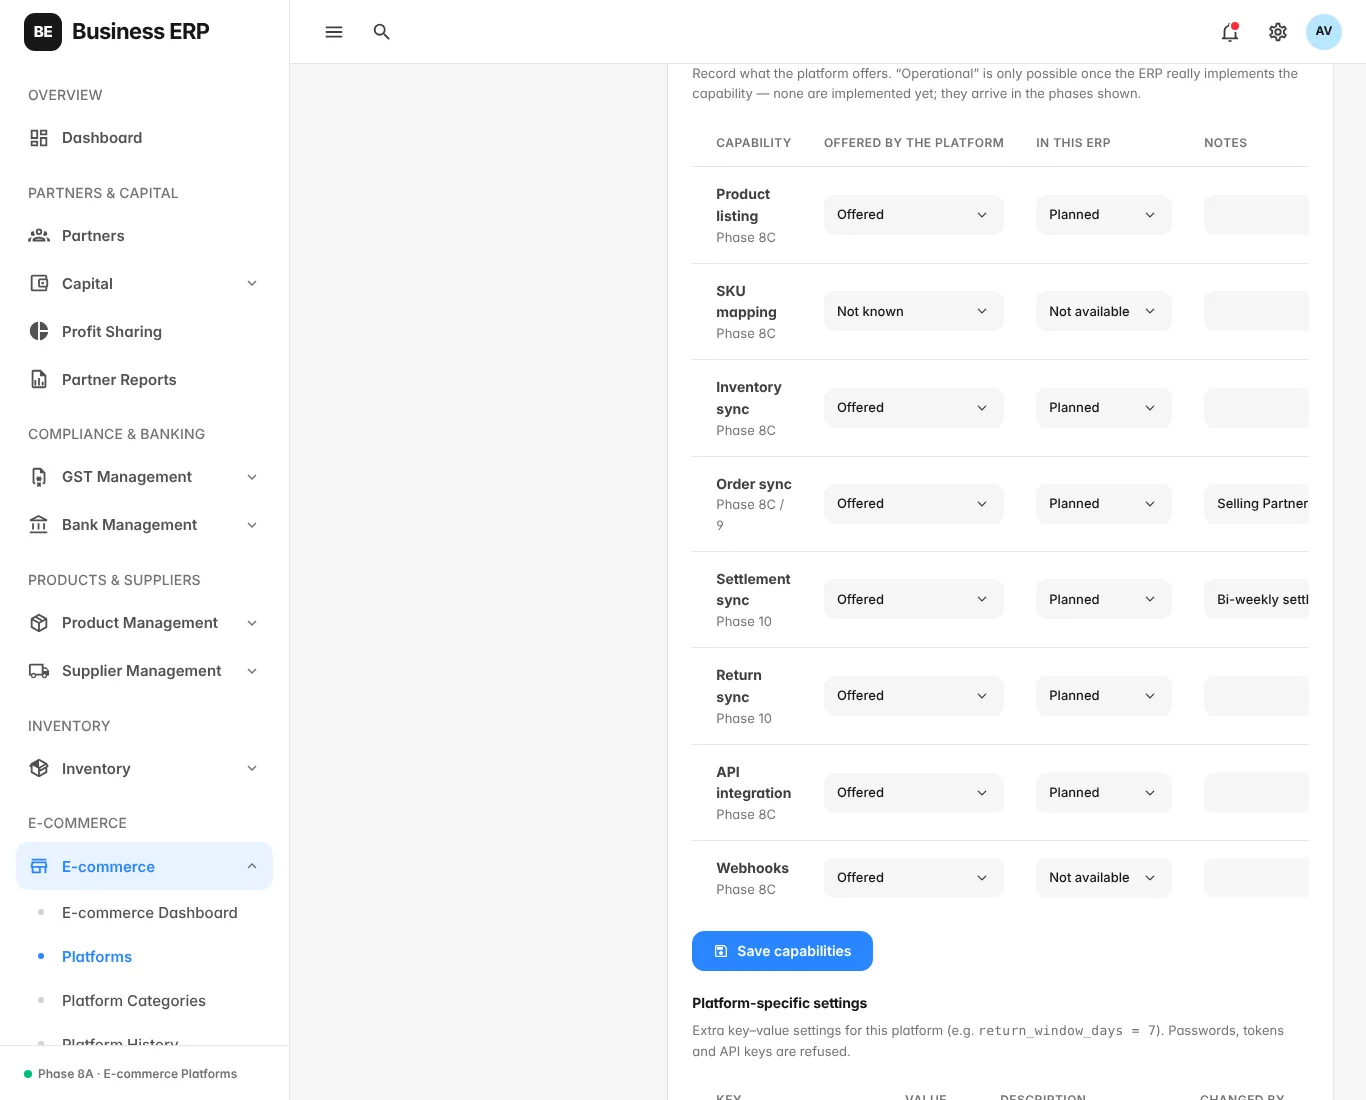 BE Business ERP
AV
OVERVIEW
Dashboard
PARTNERS & CAPITAL
Partners
Capital
Profit Sharing
Partner Reports
COMPLIANCE & BANKING
GST Management
Bank Management
PRODUCTS & SUPPLIERS
Product Management
Supplier Management
INVENTORY
Inventory
E-COMMERCE
E-commerce
E-commerce Dashboard
Platforms
Platform Categories
Platform History
Phase 8A · E-commerce Platforms
Record what the platform offers. “Operational” is only possible once the ERP really implements the
capability — none are implemented yet; they arrive in the phases shown.
CAPABILITY OFFERED BY THE PLATFORM IN THIS ERP NOTES
Product
listing
Phase 8C
Offered Planned
SKU
mapping
Phase 8C
Not known Not available
Inventory
sync
Phase 8C
Offered Planned
Order sync
Phase 8C /
9
Offered Planned Selling Partner
Settlement
sync
Phase 10
Offered Planned Bi-weekly settl
Return
sync
Phase 10
Offered Planned
API
integration
Phase 8C
Offered Planned
Webhooks
Phase 8C
Offered Not available
Save capabilities
Platform-specific settings
Extra key–value settings for this platform (e.g. return_window_days = 7). Passwords, tokens
and API keys are refused.
KEY VALUE DESCRIPTION CHANGED BY